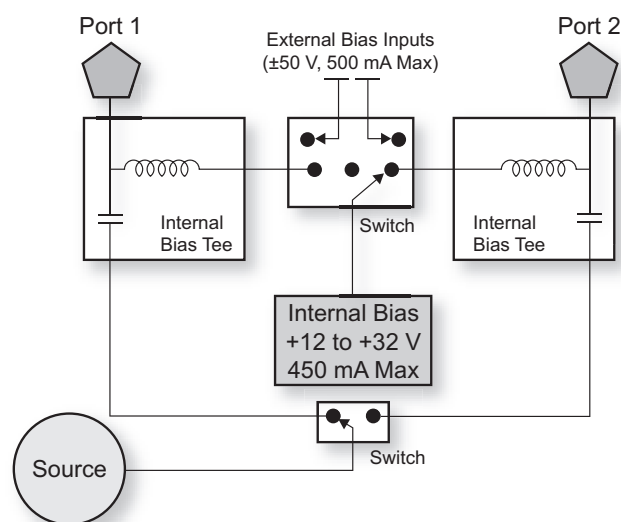 Port 1
Port 2
External Bias Inputs
(±50 V, 500 mA Max)
Internal
Bias Tee
Switch
Internal
Bias Tee
Internal Bias
+12 to +32 V
450 mA Max
Source
Switch